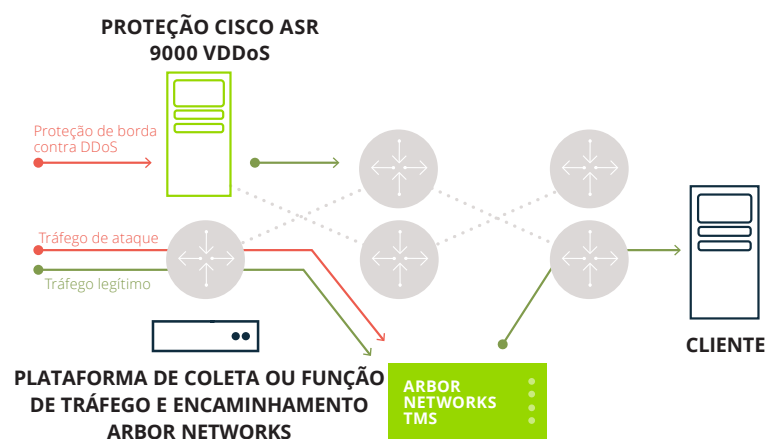 PROTEÇÃO CISCO ASR
9000 VDDoS
Proteção de borda
contra DDoS
Tráfego de ataque
Tráfego legítimo
CLIENTE
PLATAFORMA DE COLETA OU FUNÇÃO
DE TRÁFEGO E ENCAMINHAMENTO
ARBOR NETWORKS
ARBOR
NETWORKS
TMS